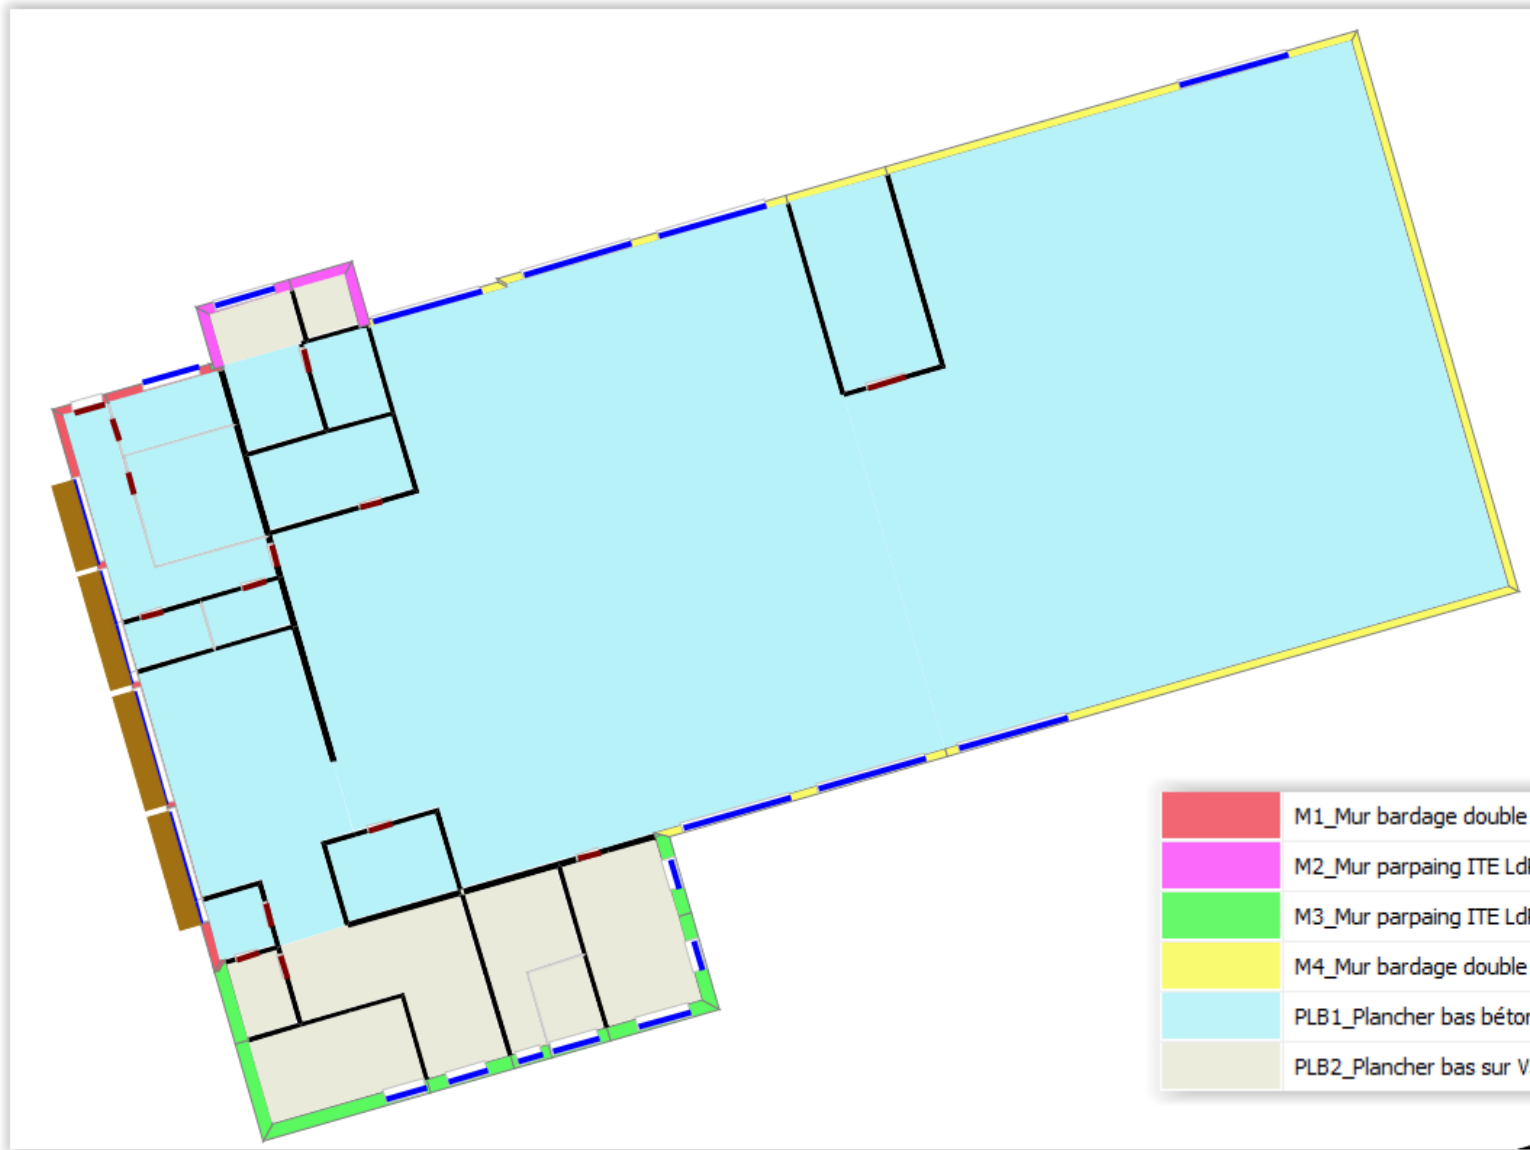 M1_Mur bardage double
M2_Mur parpaing ITE Ld
M3_Mur parpaing ITE Ld
M4_Mur bardage double
PLB1_Plancher bas béto
PLB2_Plancher bas sur V